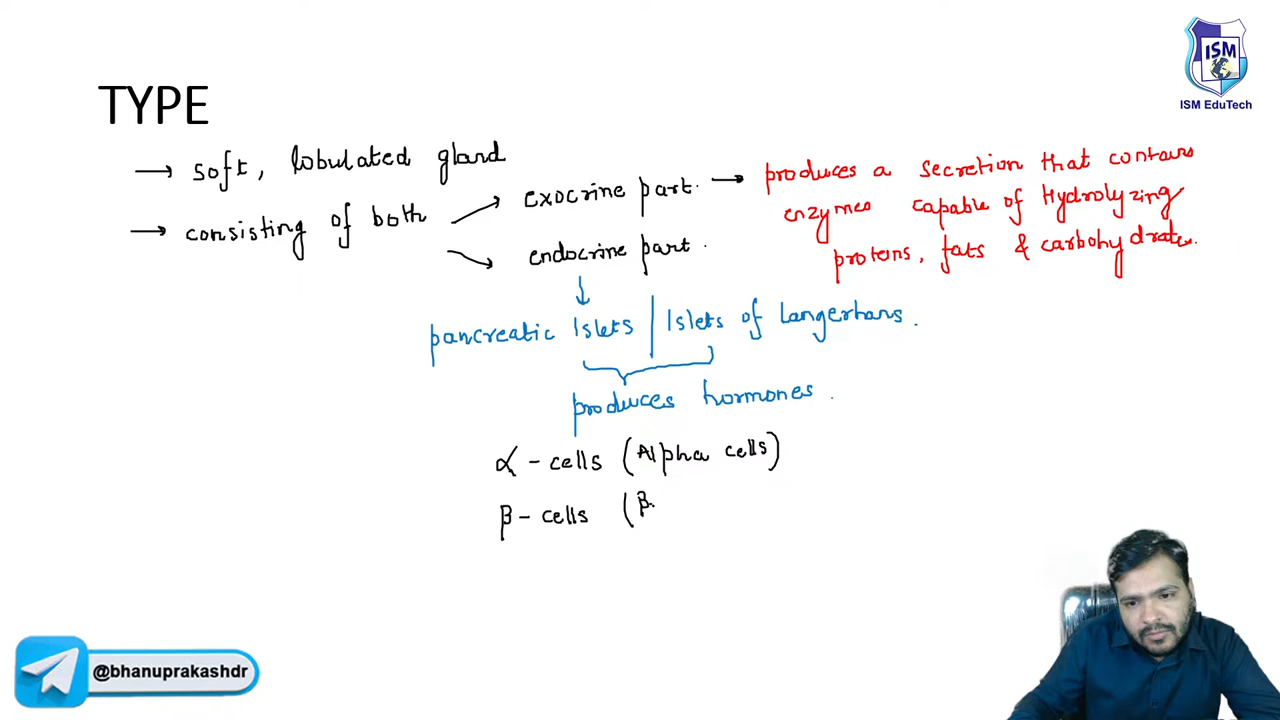 ISM
ISM EduTech
TYPE
→ soft, lobulated gland
→ consisting of both
exocrine part. → produces a secretion that contains
enzymes capable of Hydrolyzing
proteins, fats & carbohydrates.
endocrine part.
pancreatic Islets | Islets of Langerhans.
produces hormones.
α - cells (Alpha cells)
β - cells (β
@bhanuprakashdr